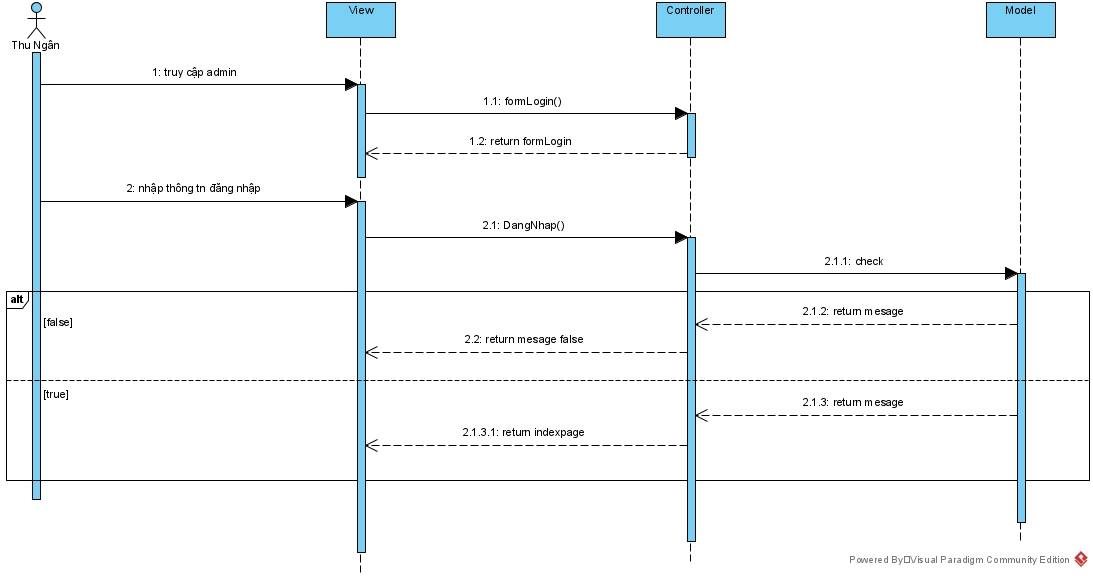 View
Controller
Model
Thu Ngân
1: truy cập admin
1.1: formLogin()
1.2: return formLogin
2: nhập thông tn đăng nhập
2.1: DangNhap()
2.1.1: check
alt
[false]
2.1.2: return mesage
2.2: return mesage false
[true]
2.1.3: return mesage
2.1.3.1: return indexpage
Powered By□Visual Paradigm Community Edition